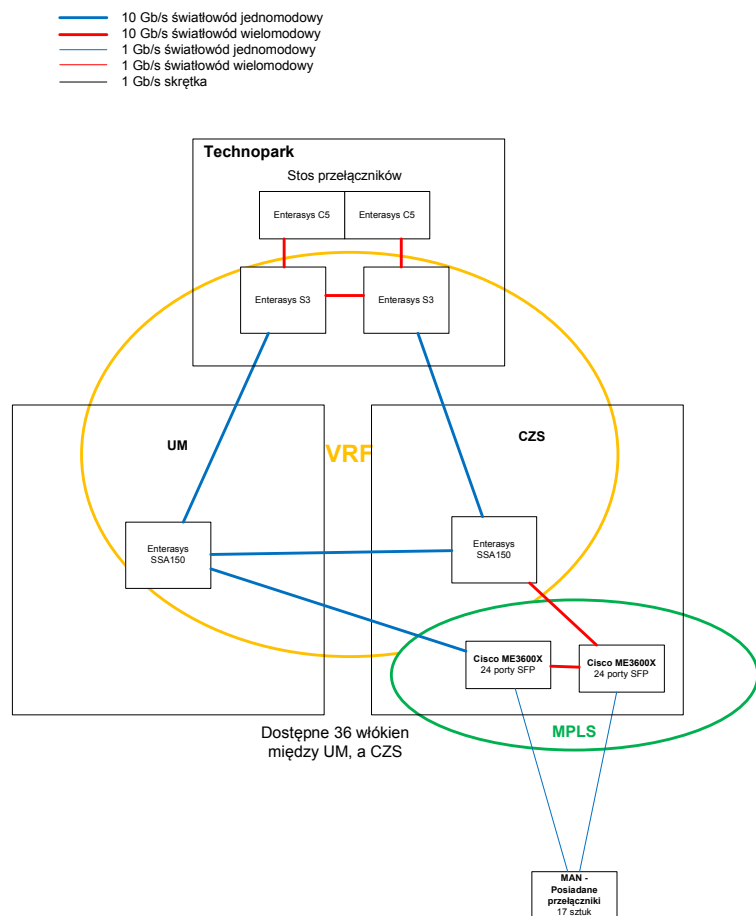 10 Gb/s światłowód jednomodowy
10 Gb/s światłowód wielomodowy
1 Gb/s światłowód jednomodowy
1 Gb/s światłowód wielomodowy
1 Gb/s skrętka
Technopark
Stos przełączników
Enterasys C5
Enterasys C5
Enterasys S3
Enterasys S3
UM
VRF
CZS
Enterasys
SSA150
Enterasys
SSA150
Cisco ME3600X
24 porty SFP
Cisco ME3600X
24 porty SFP
MPLS
Dostępne 36 włókien
między UM, a CZS
MAN -
Posiadane
przełączniki
17 sztuk